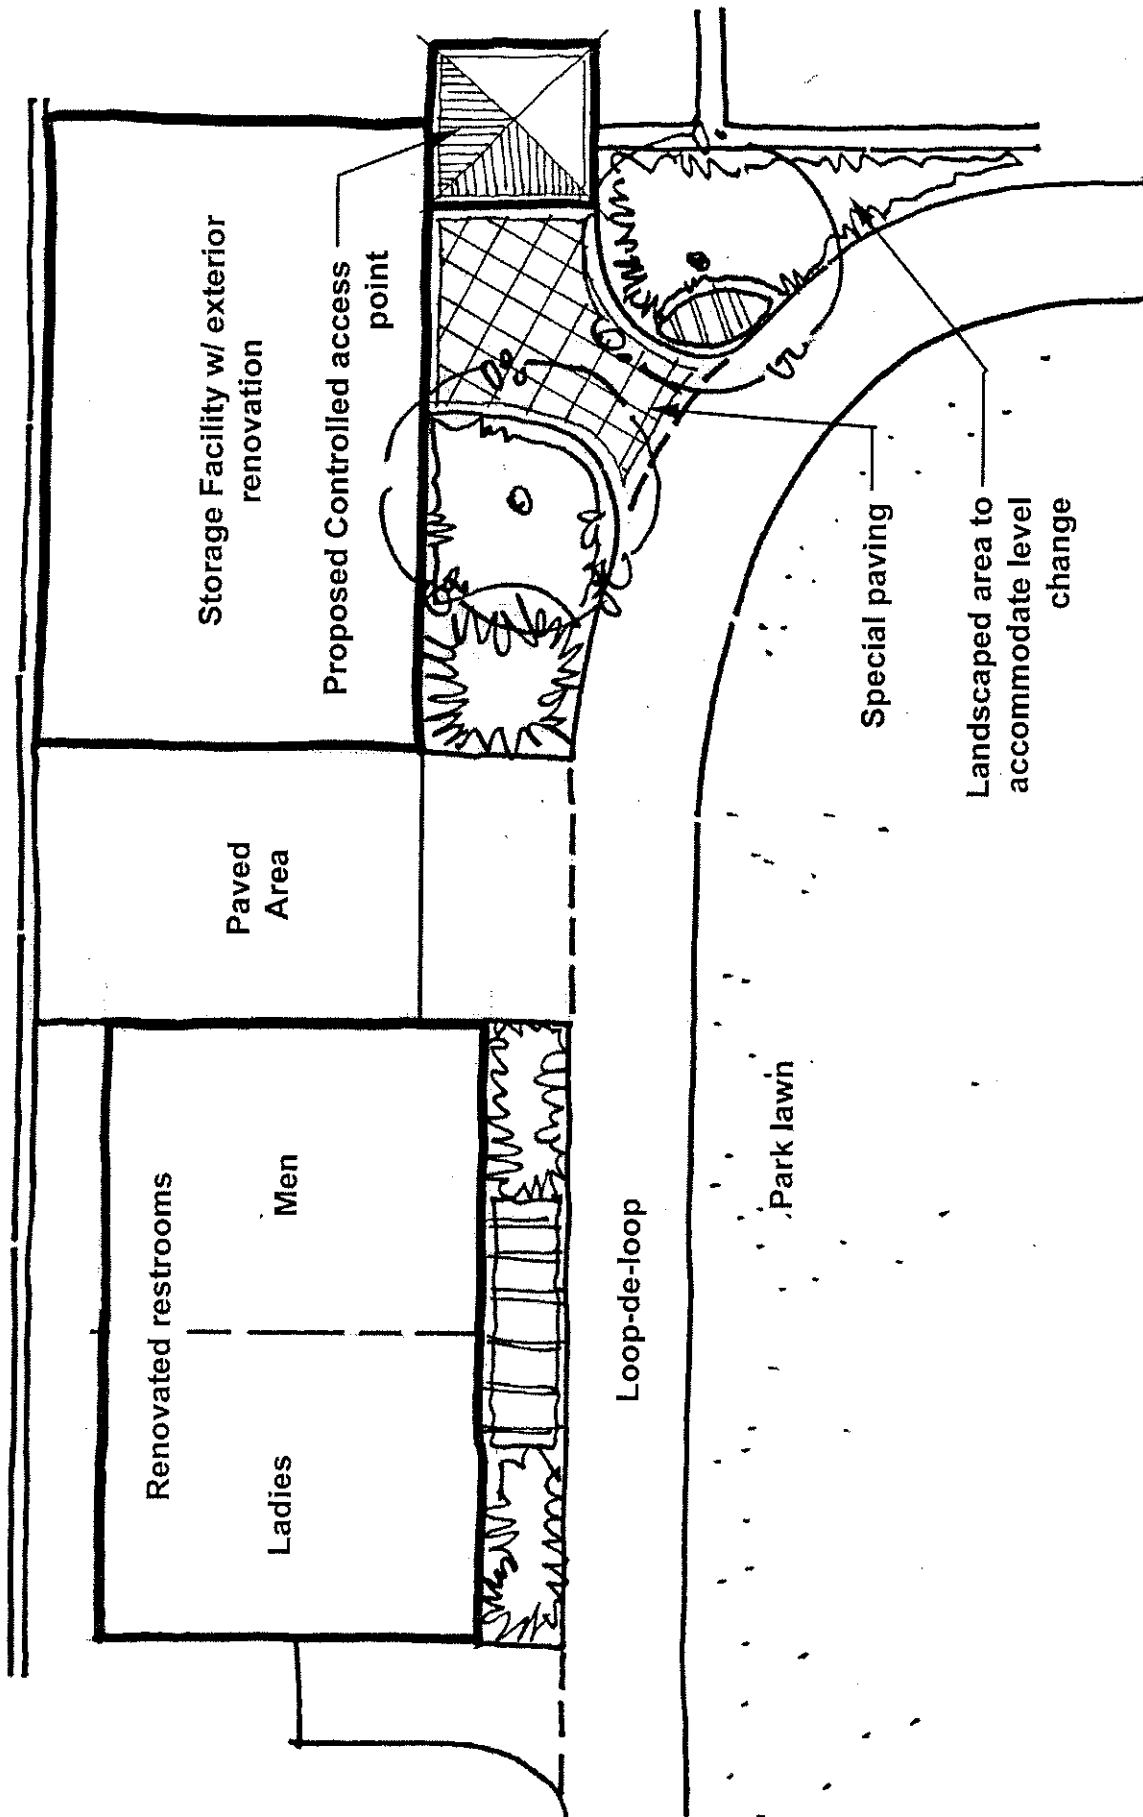 Renovated restrooms
Ladies
Men
Paved
Area
Storage Facility w/ exterior
renovation
Proposed Controlled access
point
Loop-de-loop
Park lawn
Special paving
Landscaped area to
accommodate level
change